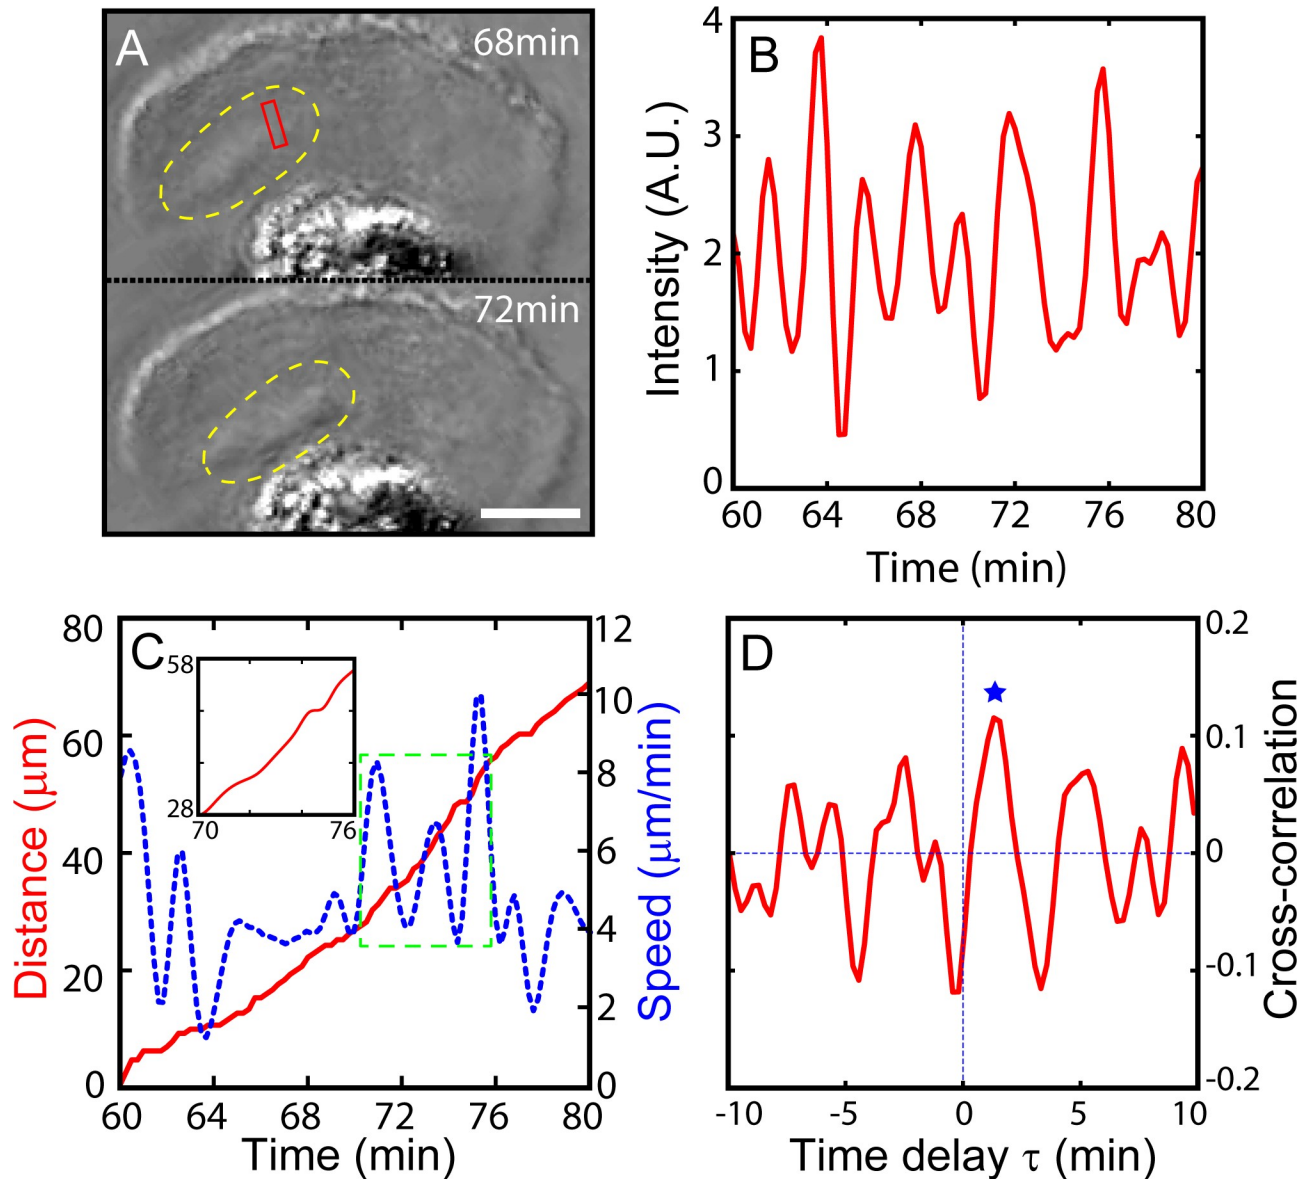 A
68min
72min
B
Intensity (A.U.)
4
3
2
1
0
60 64 68 72 76 80
Time (min)
C
Distance (μm)
80
60
40
20
0
58
28
70 76
12
10
8
6
4
2
0
Speed (μm/min)
60 64 68 72 76 80
Time (min)
D
0.2
0.1
0
-0.1
-0.2
Cross-correlation
-10 -5 0 5 10
Time delay τ (min)